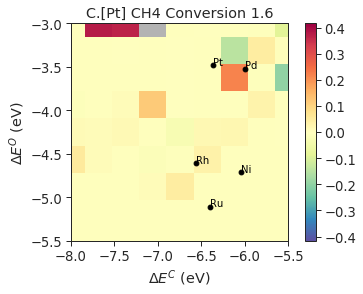 C.[Pt] CH4 Conversion 1.6
−3.0
−3.5
−4.0
−4.5
−5.0
−5.5
ΔE^O (eV)
Pt
Pd
Rh
Ni
Ru
−8.0 −7.5 −7.0 −6.5 −6.0 −5.5
ΔE^C (eV)
0.4
0.3
0.2
0.1
0.0
−0.1
−0.2
−0.3
−0.4